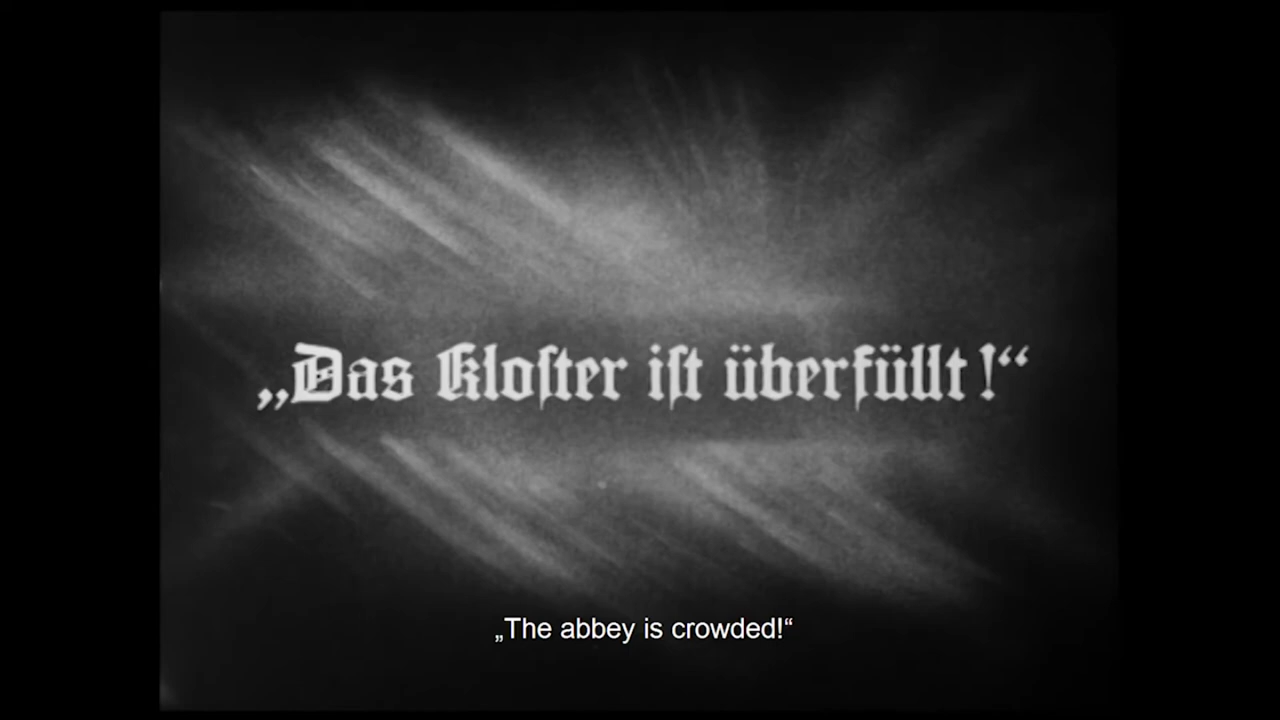 „Das Kloſter iſt überfüllt!“
„The abbey is crowded!“